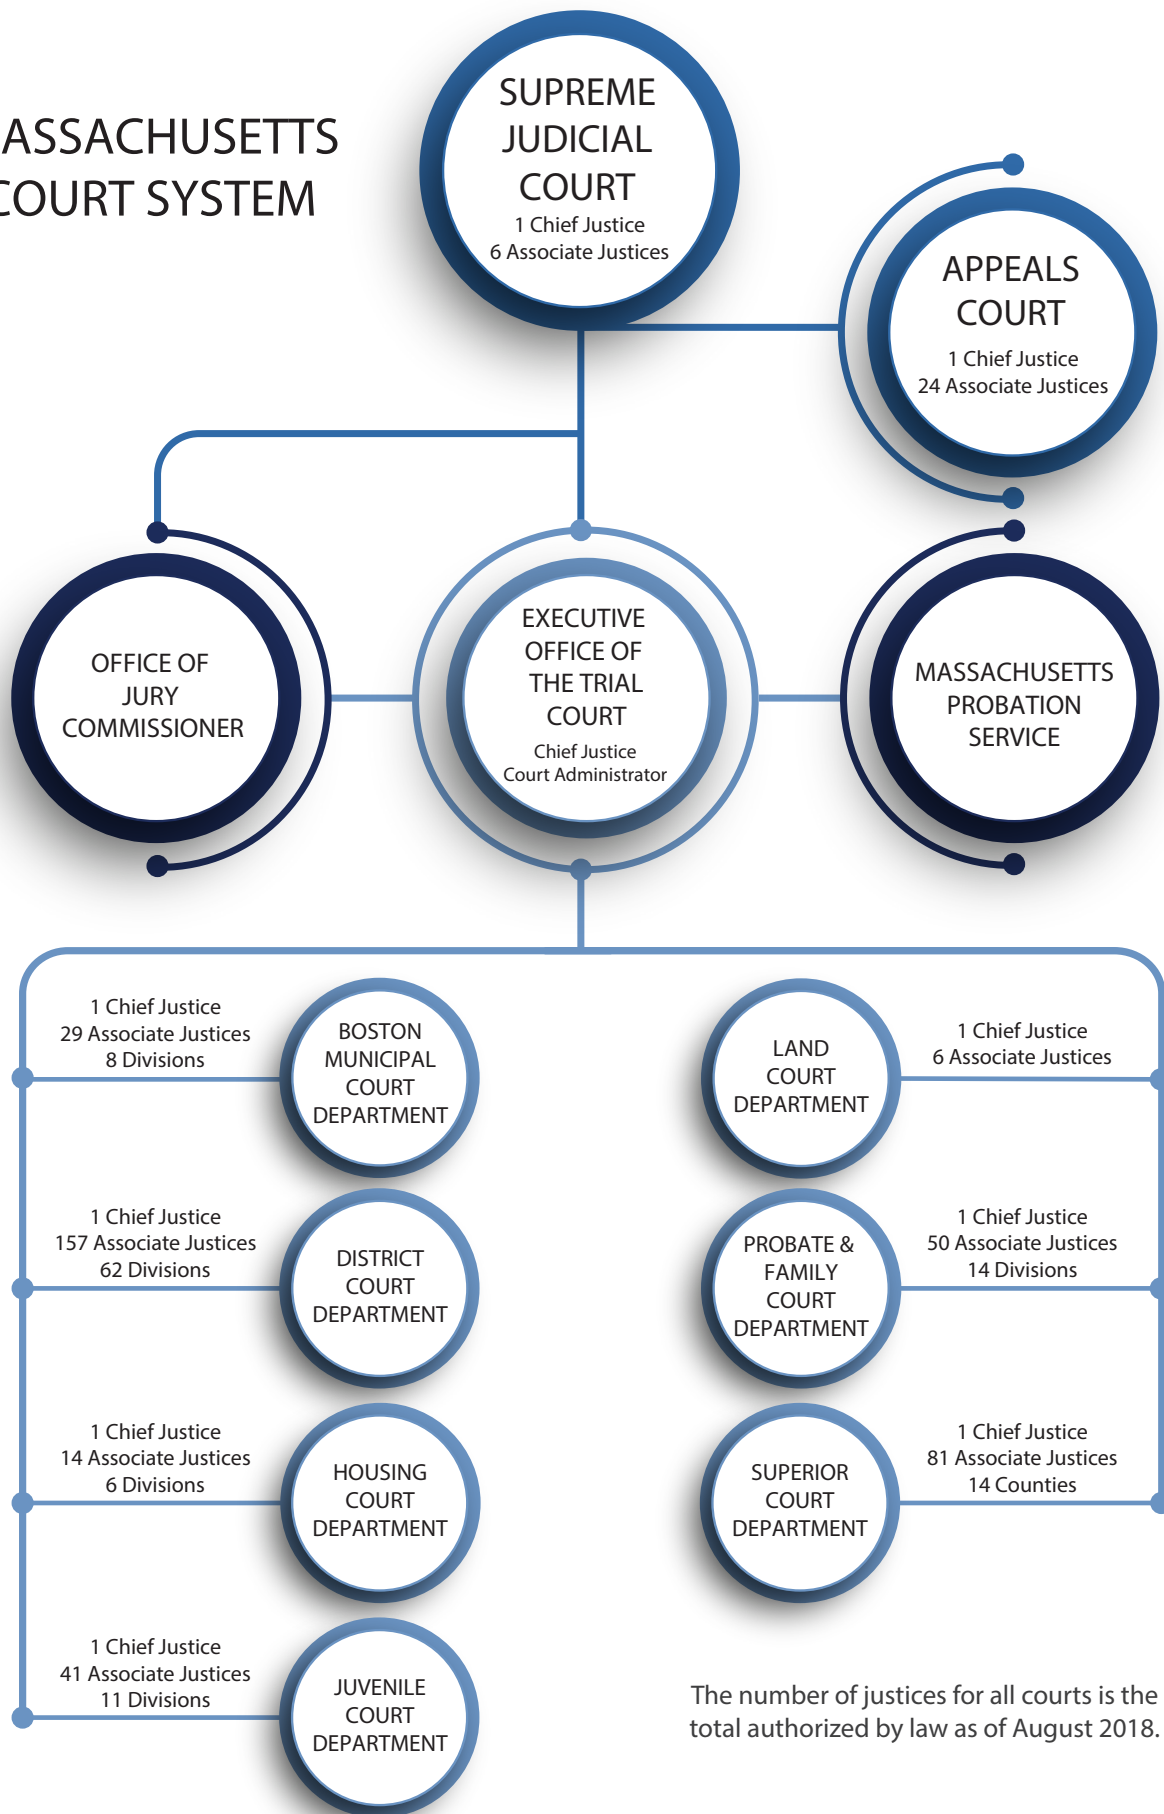 ASSACHUSETTS
COURT SYSTEM
SUPREME
JUDICIAL
COURT
1 Chief Justice
6 Associate Justices
APPEALS
COURT
1 Chief Justice
24 Associate Justices
OFFICE OF
JURY
COMMISSIONER
EXECUTIVE
OFFICE OF
THE TRIAL
COURT
Chief Justice
Court Administrator
MASSACHUSETTS
PROBATION
SERVICE
1 Chief Justice
29 Associate Justices
8 Divisions
BOSTON
MUNICIPAL
COURT
DEPARTMENT
LAND
COURT
DEPARTMENT
1 Chief Justice
6 Associate Justices
1 Chief Justice
157 Associate Justices
62 Divisions
DISTRICT
COURT
DEPARTMENT
PROBATE &
FAMILY
COURT
DEPARTMENT
1 Chief Justice
50 Associate Justices
14 Divisions
1 Chief Justice
14 Associate Justices
6 Divisions
HOUSING
COURT
DEPARTMENT
SUPERIOR
COURT
DEPARTMENT
1 Chief Justice
81 Associate Justices
14 Counties
1 Chief Justice
41 Associate Justices
11 Divisions
JUVENILE
COURT
DEPARTMENT
The number of justices for all courts is the
total authorized by law as of August 2018.